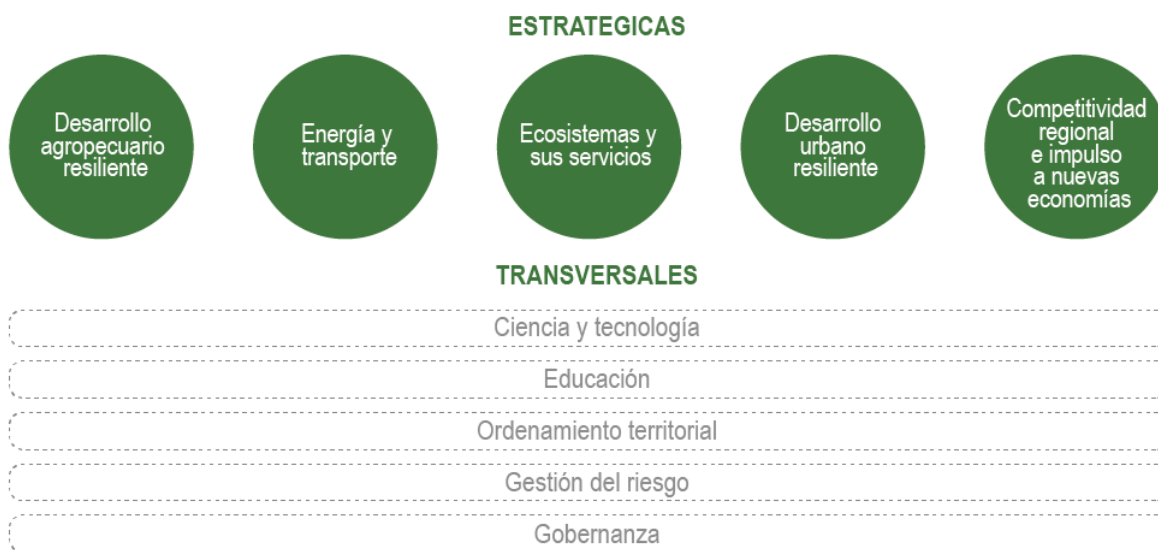 ESTRATEGICAS
Desarrollo
agropecuario
resiliente
Energía y
transporte
Ecosistemas y
sus servicios
Desarrollo
urbano
resiliente
Competitividad
regional
e impulso
a nuevas
economías
TRANSVERSALES
Ciencia y tecnología
Educación
Ordenamiento territorial
Gestión del riesgo
Gobernanza